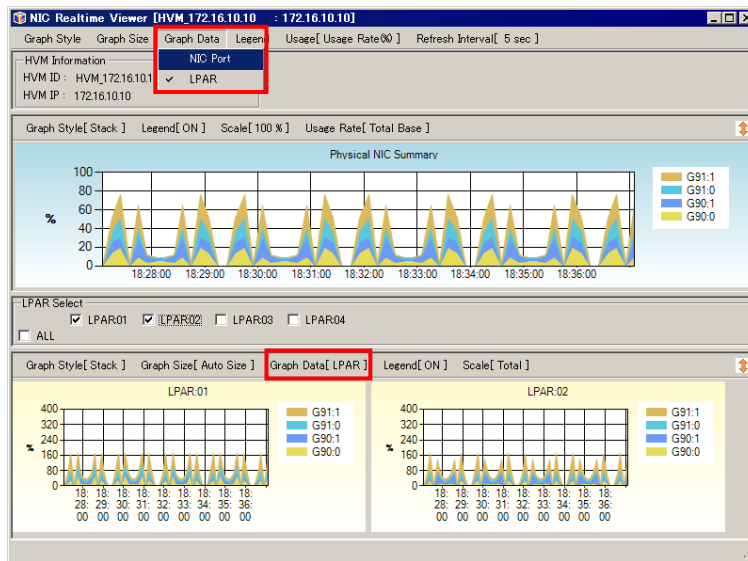 NIC Realtime Viewer [HVM_172.16.10.10 : 172.16.10.10]
Graph Style Graph Size Graph Data Legend Usage[ Usage Rate(%) ] Refresh Interval[ 5 sec ]
NIC Port
✓ LPAR
HVM Information
HVM ID : HVM_172.16.10.1
HVM IP : 172.16.10.10
Graph Style[ Stack ] Legend[ ON ] Scale[ 100 % ] Usage Rate[ Total Base ]
Physical NIC Summary
100
80
60
40
20
0
%
18:28:00 18:29:00 18:30:00 18:31:00 18:32:00 18:33:00 18:34:00 18:35:00 18:36:00
G91:1
G91:0
G90:1
G90:0
LPAR Select
LPAR:01 LPAR:02 LPAR:03 LPAR:04
ALL
Graph Style[ Stack ] Graph Size[ Auto Size ] Graph Data[ LPAR ] Legend[ ON ] Scale[ Total ]
LPAR:01
400
320
240
160
80
0
%
18: 18: 18: 18: 18: 18: 18: 18: 18:
28: 29: 30: 31: 32: 33: 34: 35: 36:
00 00 00 00 00 00 00 00 00
G91:1
G91:0
G90:1
G90:0
LPAR:02
400
320
240
160
80
0
%
18: 18: 18: 18: 18: 18: 18: 18: 18:
28: 29: 30: 31: 32: 33: 34: 35: 36:
00 00 00 00 00 00 00 00 00
G91:1
G91:0
G90:1
G90:0